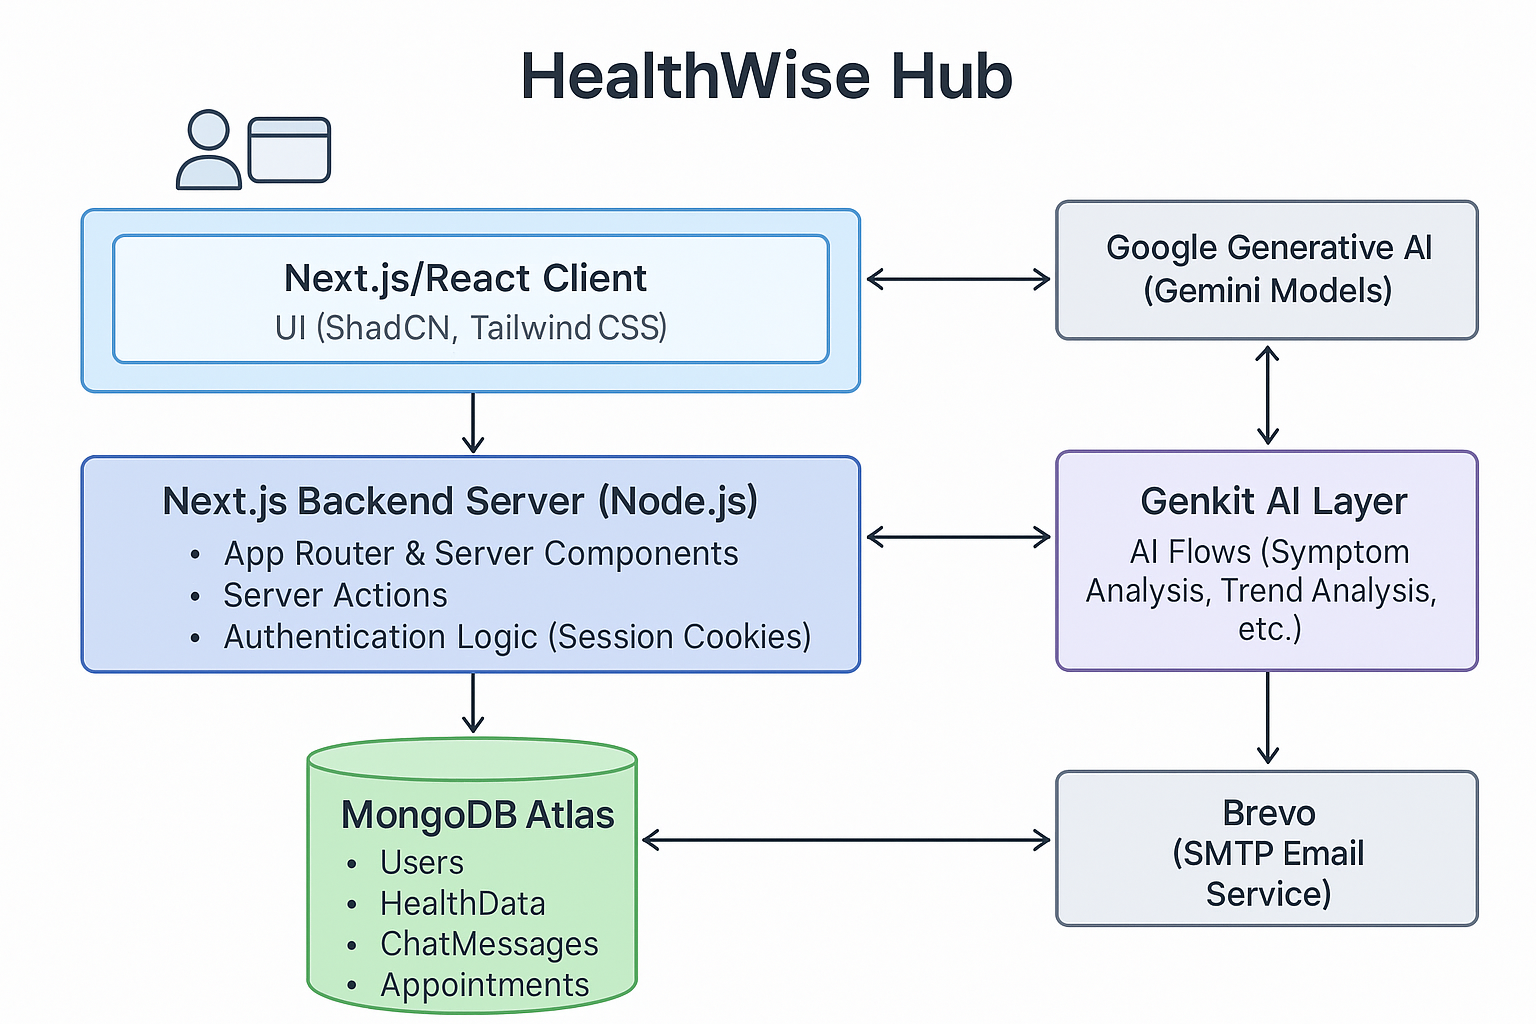 HealthWise Hub
Next.js/React Client
UI (ShadCN, Tailwind CSS)
Google Generative AI
(Gemini Models)
Next.js Backend Server (Node.js)
• App Router & Server Components
• Server Actions
• Authentication Logic (Session Cookies)
Genkit AI Layer
AI Flows (Symptom
Analysis, Trend Analysis,
etc.)
MongoDB Atlas
• Users
• HealthData
• ChatMessages
• Appointments
Brevo
(SMTP Email
Service)